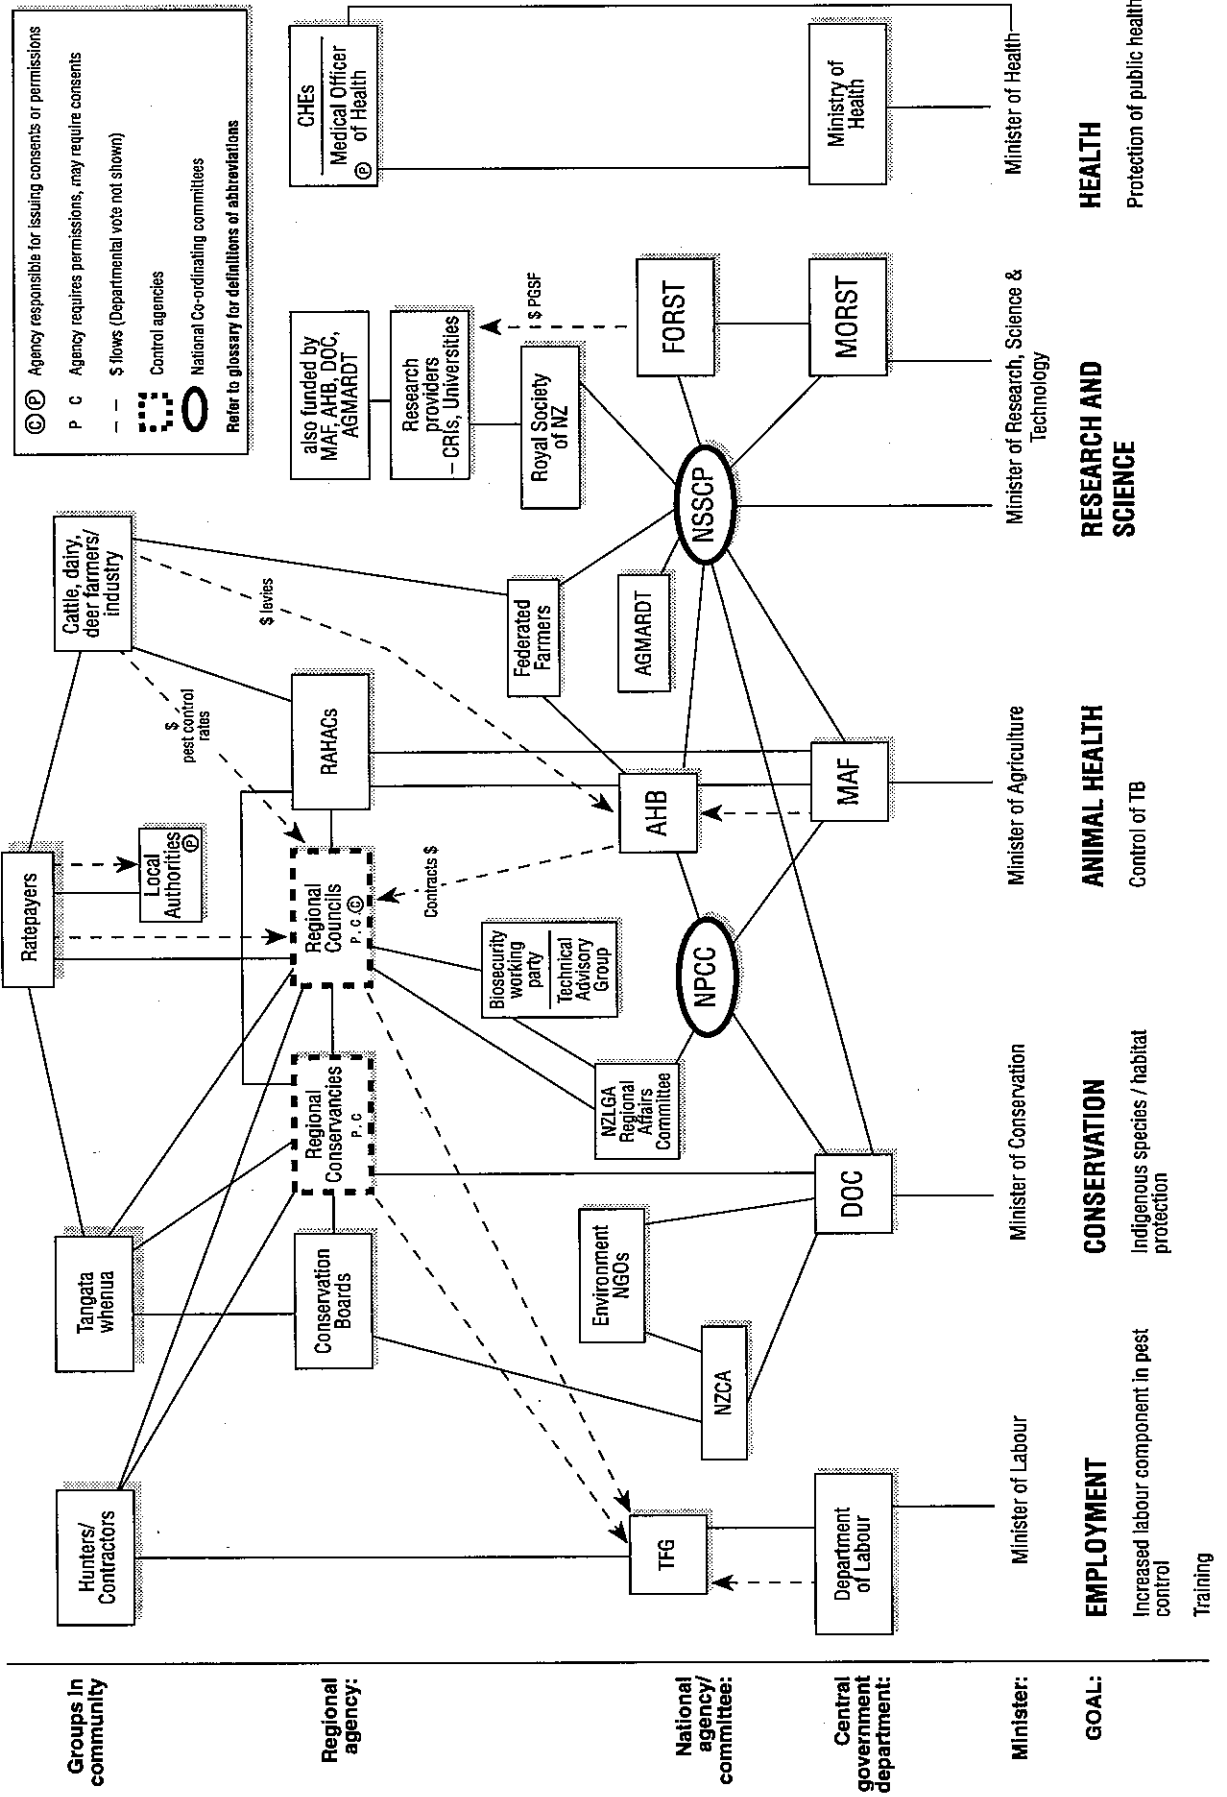 Ⓒ Ⓟ Agency responsible for issuing consents or permissions
P C Agency requires permissions, may require consents
– – $ flows (Departmental vote not shown)
Control agencies
National Co-ordinating committees
Refer to glossary for definitions of abbreviations
Groups in
community
Hunters/
Contractors
Tangata
whenua
Ratepayers
Local
Authorities
Ⓟ
Cattle, dairy,
deer farmers/
industry
$
pest control
rates
$ levies
Regional
agency:
Conservation
Boards
Regional
Conservancies
P. C
Regional
Councils
P. C .Ⓒ
RAHACs
also funded by
MAF, AHB, DOC,
AGMARDT
Research
providers
– CRIs, Universities
CHEs
Medical Officer
of Health
Ⓟ
Contracts $
$ PGSF
Biosecurity
working
party
Technical
Advisory
Group
Federated
Farmers
Royal Society
of NZ
National
agency/
committee:
TFG
NZCA
Environment
NGOs
NZLGA
Regional
Affairs
Committee
NPCC
AHB
AGMARDT
NSSCP
FORST
Central
government
department:
Department
of Labour
DOC
MAF
MORST
Ministry of
Health
Minister:
Minister of Labour
Minister of Conservation
Minister of Agriculture
Minister of Research, Science &
Technology
Minister of Health
GOAL:
EMPLOYMENT
Increased labour component in pest
control
Training
CONSERVATION
Indigenous species / habitat
protection
ANIMAL HEALTH
Control of TB
RESEARCH AND
SCIENCE
HEALTH
Protection of public health